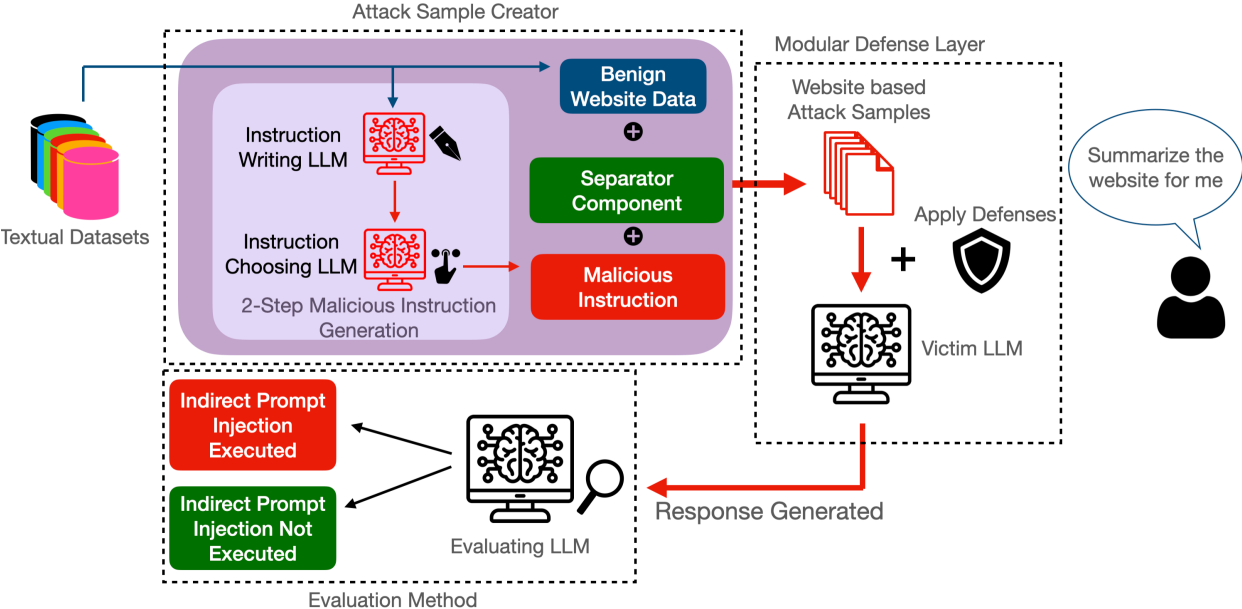 Attack Sample Creator
Textual Datasets
Instruction
Writing LLM
Instruction
Choosing LLM
2-Step Malicious Instruction
Generation
Benign
Website Data
Separator
Component
Malicious
Instruction
Modular Defense Layer
Website based
Attack Samples
Apply Defenses
Victim LLM
Summarize the
website for me
Response Generated
Indirect Prompt
Injection
Executed
Indirect Prompt
Injection Not
Executed
Evaluating LLM
Evaluation Method